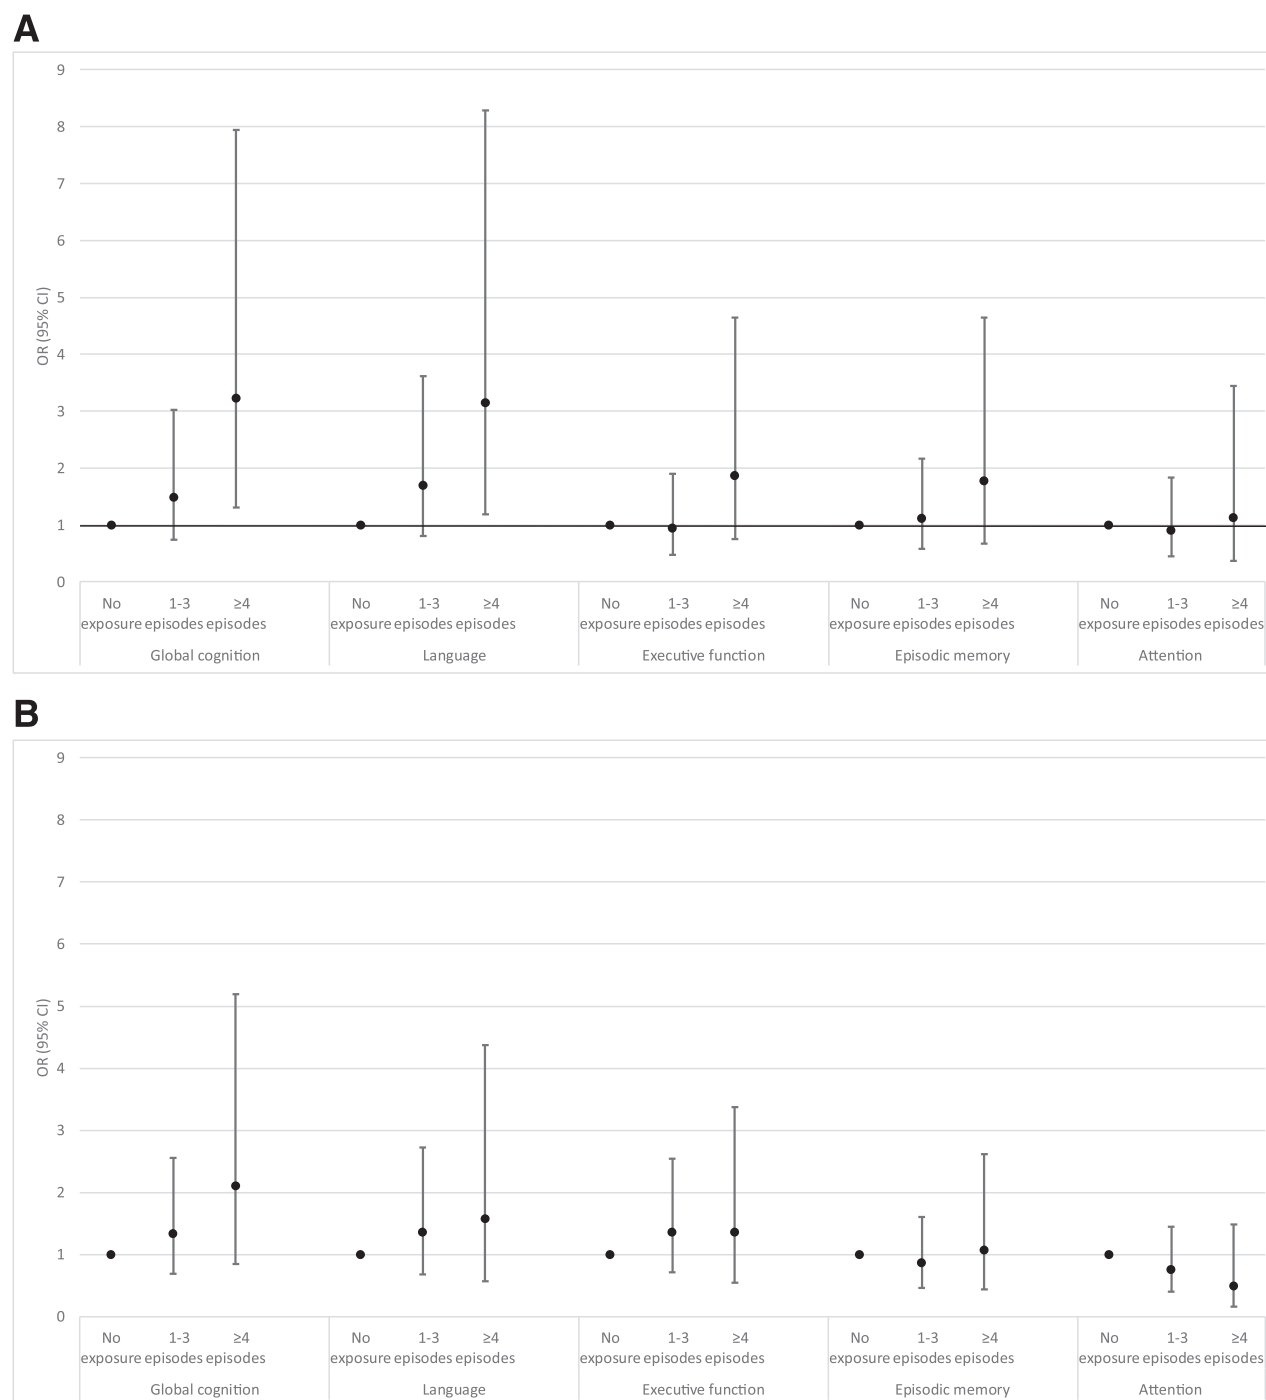 A
9
8
7
6
5
4
3
2
1
0
OR (95% CI)
No 1-3 ≥4 No 1-3 ≥4 No 1-3 ≥4 No 1-3 ≥4 No 1-3 ≥4
exposure episodes episodes exposure episodes episodes exposure episodes episodes exposure episodes episodes exposure episodes episodes
Global cognition Language Executive function Episodic memory Attention
B
9
8
7
6
5
4
3
2
1
0
OR (95% CI)
No 1-3 ≥4 No 1-3 ≥4 No 1-3 ≥4 No 1-3 ≥4 No 1-3 ≥4
exposure episodes episodes exposure episodes episodes exposure episodes episodes exposure episodes episodes exposure episodes episodes
Global cognition Language Executive function Episodic memory Attention